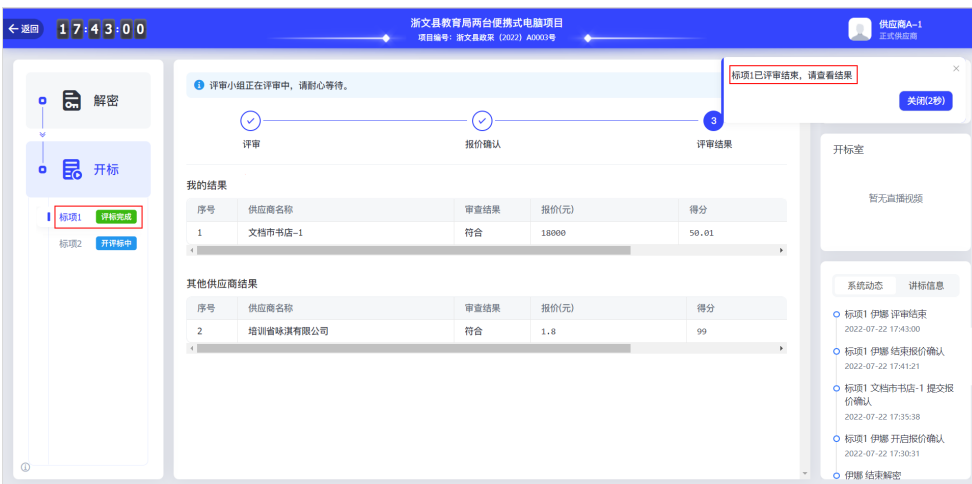 返回
17:43:00
浙文县教育局两台便携式电脑项目
项目编号：浙文县政采（2022）A0003号
供应商A-1
正式供应商
解密
开标
标项1 评标完成
标项2 开评标中
评审小组正在评审中，请耐心等待。
标项1已评审结束，请查看结果
关闭(2秒)
3
评审 报价确认 评审结果
我的结果
序号 供应商名称 审查结果 报价(元) 得分
1 文档市书店-1 符合 18000 50.01
其他供应商结果
序号 供应商名称 审查结果 报价(元) 得分
2 培训省咏淇有限公司 符合 1.8 99
开标室
暂无直播视频
系统动态 讲标信息
标项1 伊娜 评审结束
2022-07-22 17:43:00
标项1 伊娜 结束报价确认
2022-07-22 17:41:21
标项1 文档市书店-1 提交报
价确认
2022-07-22 17:35:38
标项1 伊娜 开启报价确认
2022-07-22 17:30:31
伊娜 结束解密